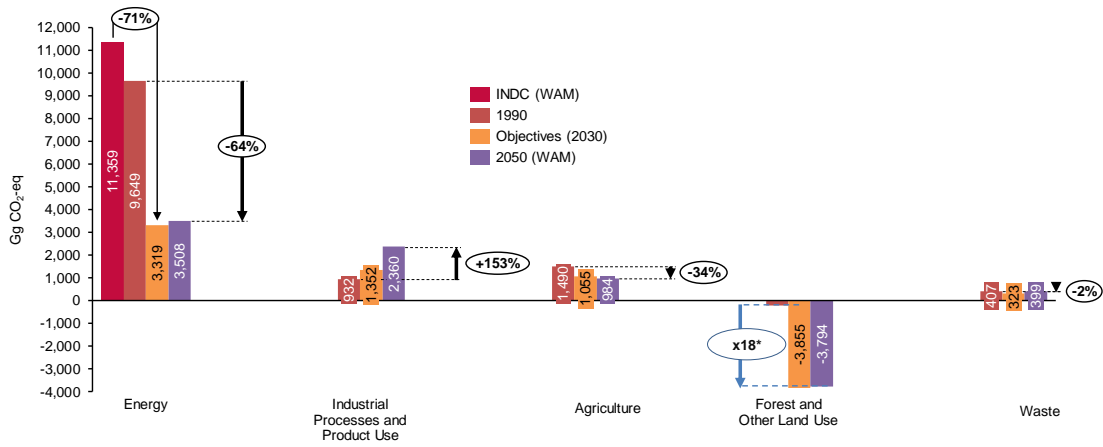 Gg CO₂-eq
12,000
11,000
10,000
9,000
8,000
7,000
6,000
5,000
4,000
3,000
2,000
1,000
0
-1,000
-2,000
-3,000
-4,000
-71%
-64%
11,359
9,649
3,319
3,508
INDC (WAM)
1990
Objectives (2030)
2050 (WAM)
932
1,352
2,360
+153%
1,490
1,055
984
-34%
x18*
-3,855
-3,794
407
323
399
-2%
Energy
Industrial
Processes and
Product Use
Agriculture
Forest and
Other Land Use
Waste